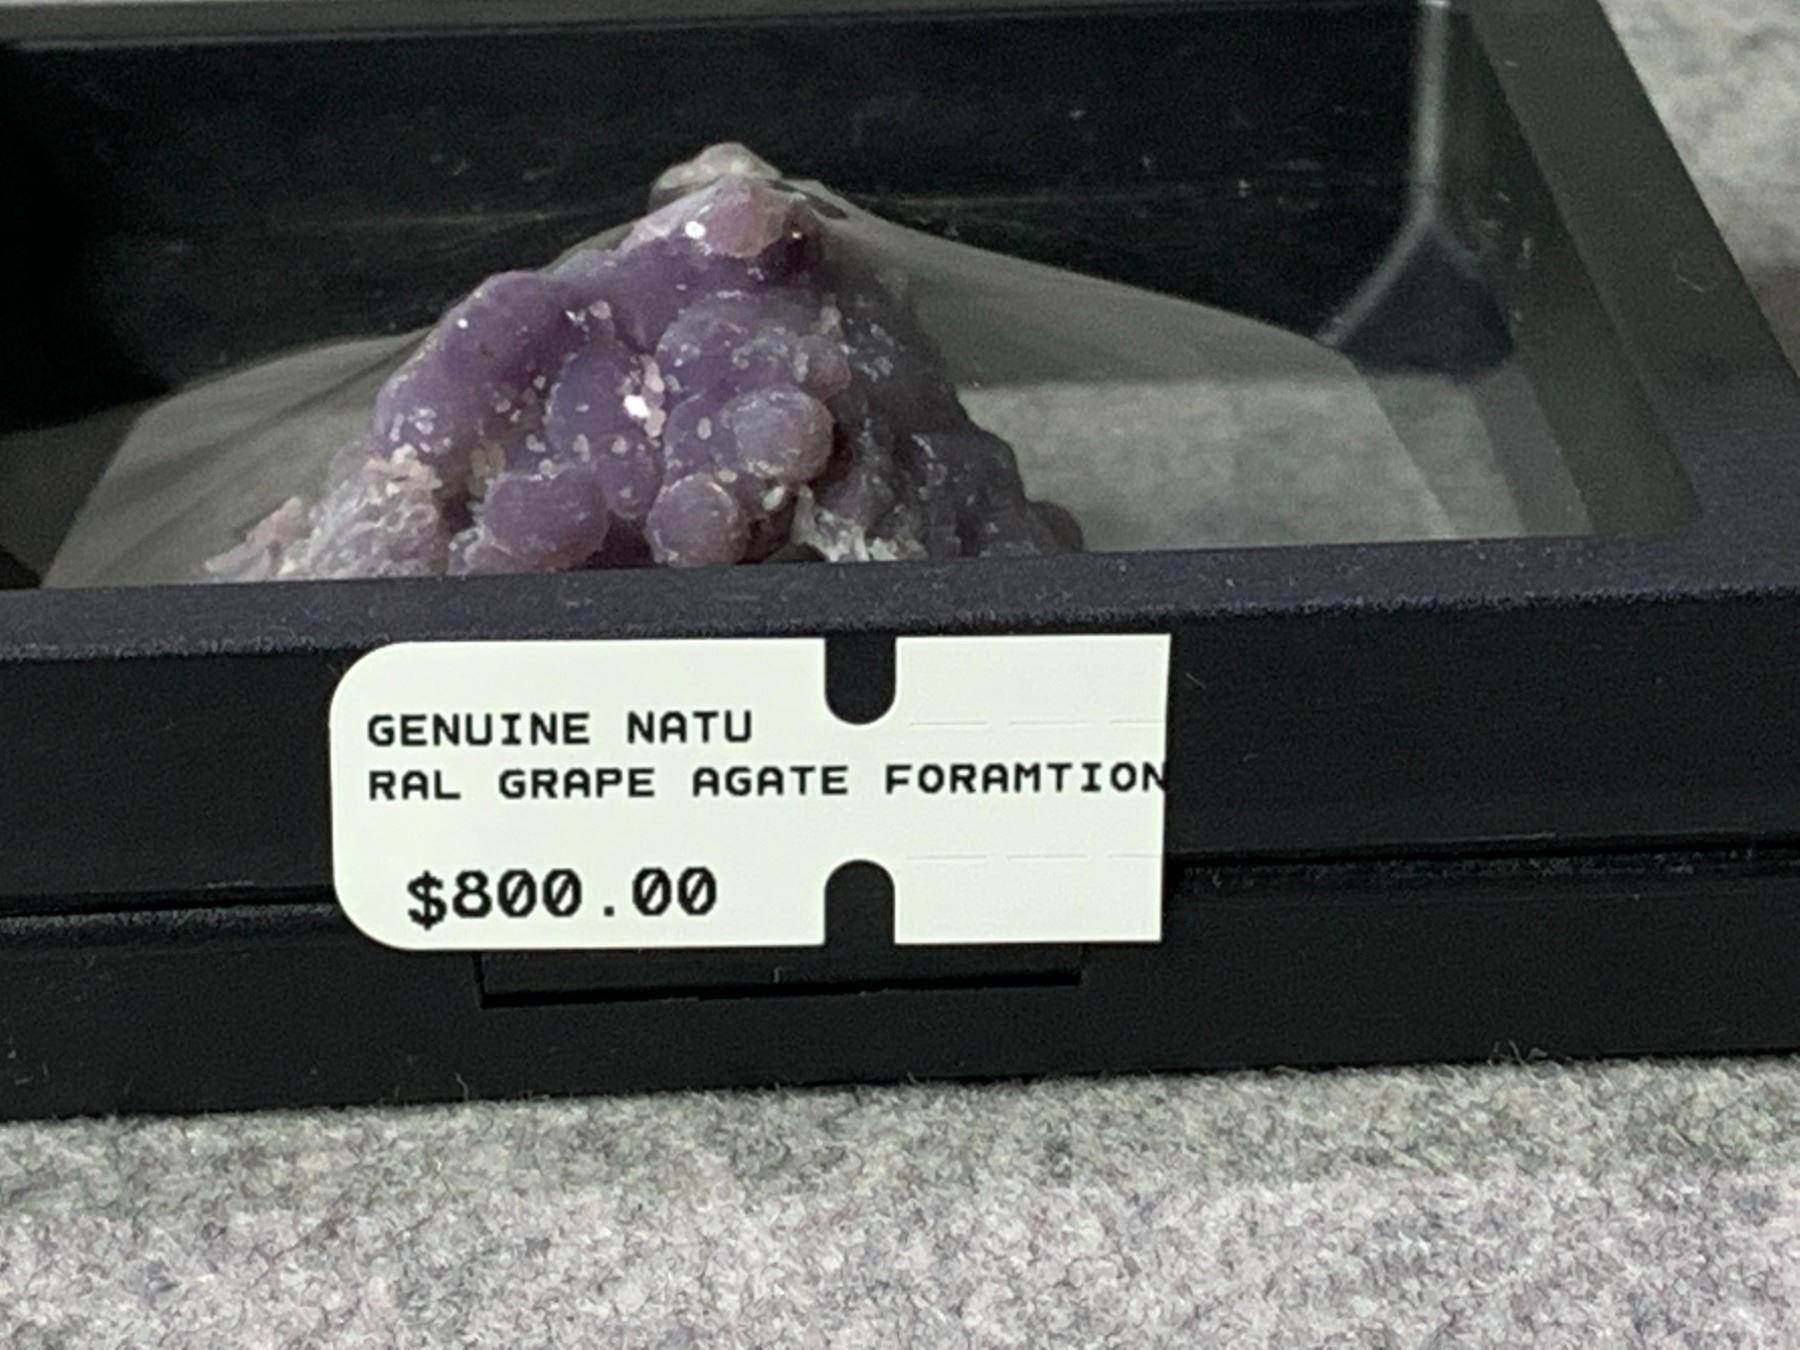 GENUINE NATU
RAL GRAPE AGATE FORAMTION
$800.00